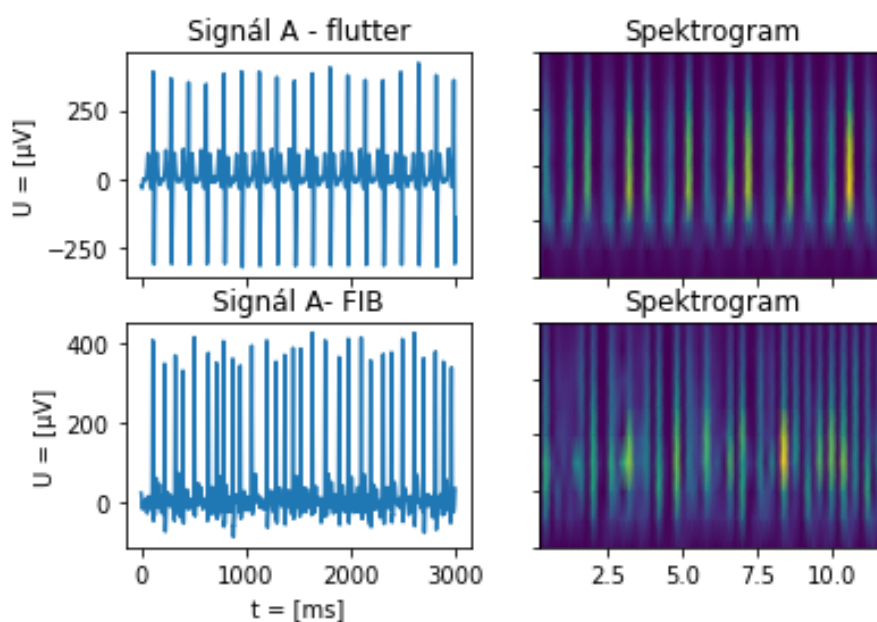 Signál A - flutter
Spektrogram
U = [μV]
250
0
−250
Signál A- FIB
Spektrogram
U = [μV]
400
200
0
0
1000
2000
3000
t = [ms]
2.5
5.0
7.5
10.0